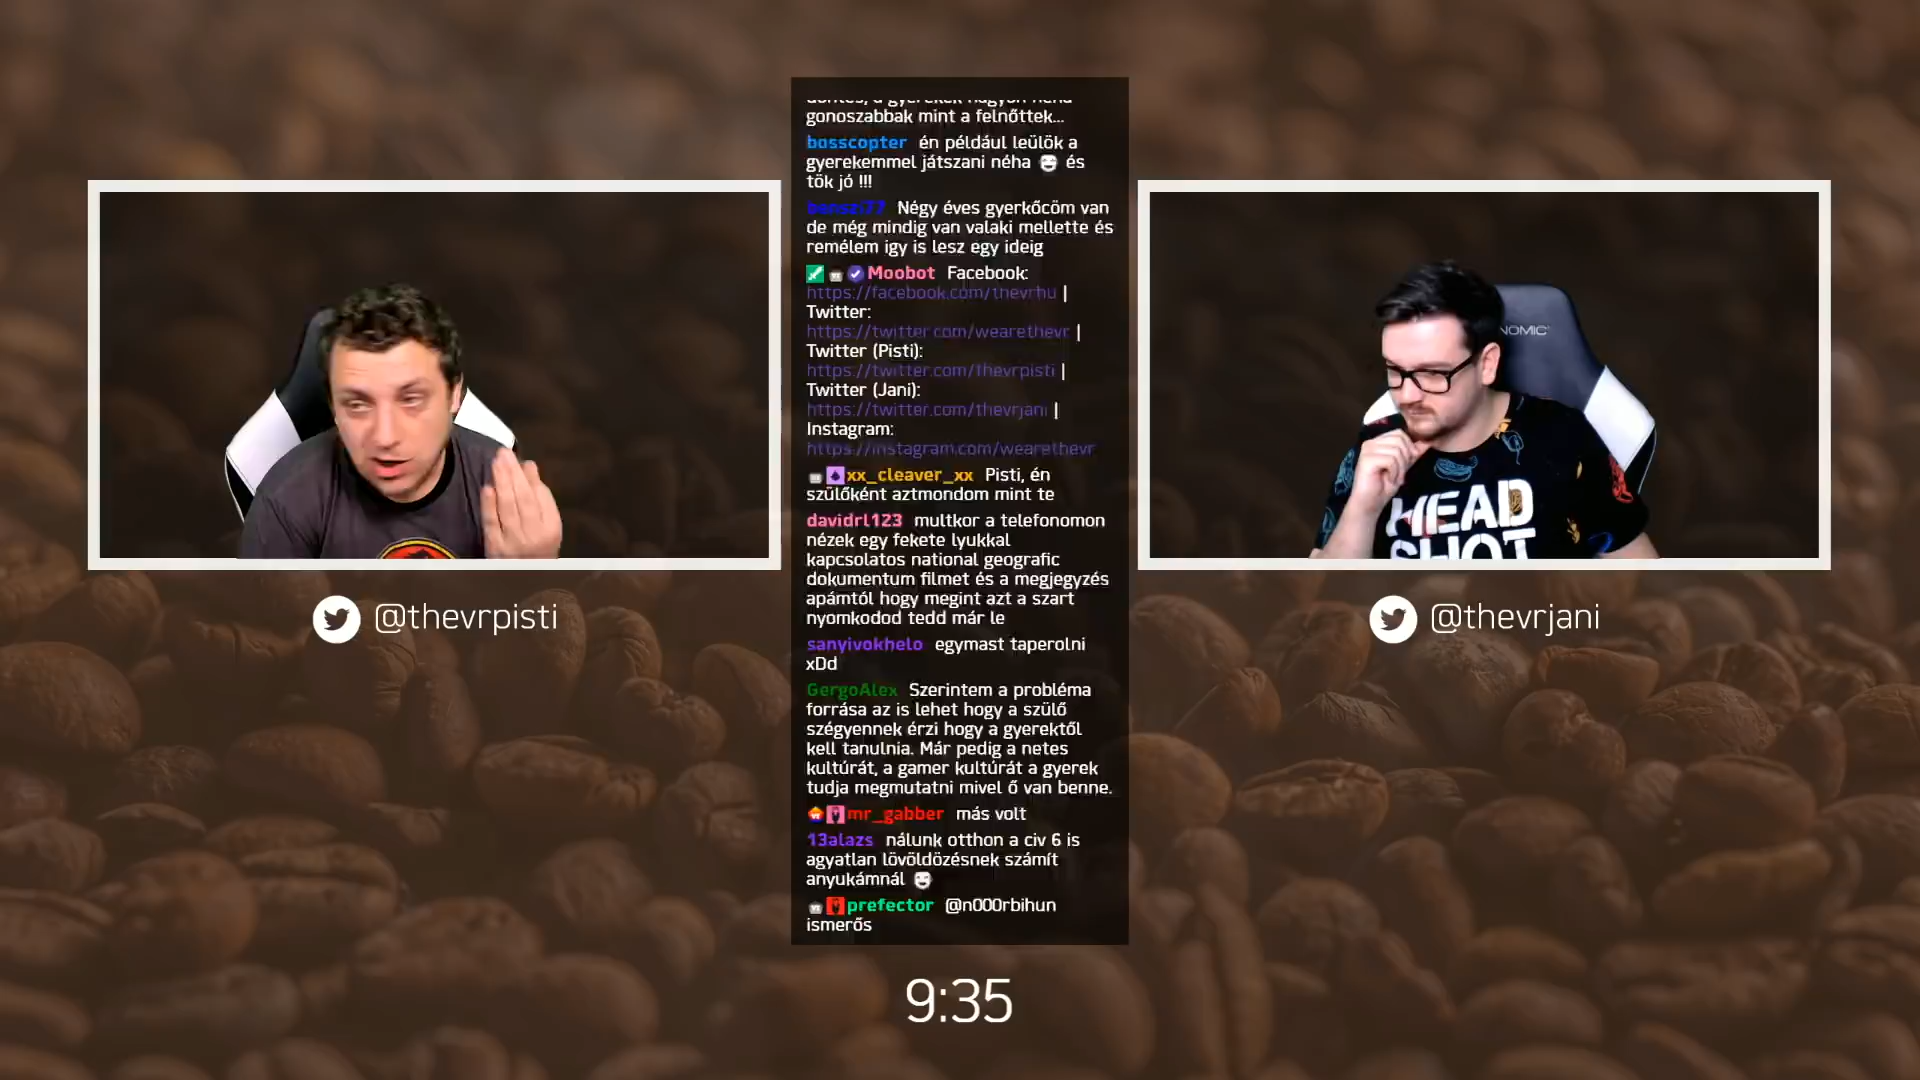 gonoszabbak mint a felnőttek...
basscopter én például leülök a
gyerekemmel játszani néha és
tök jó !!!
benszi77 Négy éves gyerkőcöm van
de még mindig van valaki mellette és
remélem igy is lesz egy ideig
Moobot Facebook:
https://facebook.com/thevrhu |
Twitter:
https://twitter.com/wearethevr |
Twitter (Pisti):
https://twitter.com/thevrpisti |
Twitter (Jani):
https://twitter.com/thevrjani |
Instagram:
https://instagram.com/wearethevr
xx_cleaver_xx Pisti, én
szülőként aztmondom mint te
davidrl123 multkor a telefonomon
nézek egy fekete lyukkal
kapcsolatos national geografic
dokumentum filmet és a megjegyzés
apámtól hogy megint azt a szart
nyomkodod tedd már le
sanyivokhelo egymast taperolni
xDd
GergoAlex Szerintem a probléma
forrása az is lehet hogy a szülő
szégyennek érzi hogy a gyerektől
kell tanulnia. Már pedig a netes
kultúrát, a gamer kultúrát a gyerek
tudja megmutatni mivel ő van benne.
mr_gabber más volt
13alazs nálunk otthon a civ 6 is
agyatlan lövöldözésnek számít
anyukámnál
prefector @n000rbihun
ismerős
@thevrpisti
NOMIC
HEAD
SHOT
@thevrjani
9:35